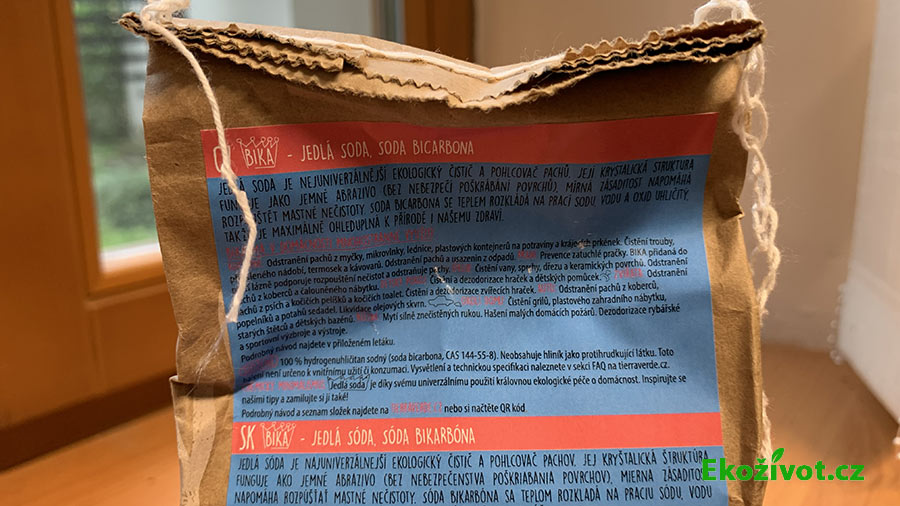 BIKA - JEDLÁ SODA, SODA BICARBONA
JEDLÁ SODA JE NEJUNIVERZÁLNĚJŠÍ EKOLOGICKÝ ČISTIČ A POHLCOVAČ PACHŮ. JEJÍ KRYSTALICKÁ STRUKTURA
FUNGUJE JAKO JEMNÉ ABRAZIVO (BEZ NEBEZPEČÍ POŠKRÁBÁNÍ POVRCHŮ), MÍRNÁ ZÁSADITOST NAPOMÁHÁ
ROZPOUŠTĚT MASTNÉ NEČISTOTY. SODA BICARBONA SE TEPLEM ROZKLÁDÁ NA PRACÍ SODU, VODU A OXID UHLIČITÝ,
TAKŽE JE MAXIMÁLNĚ OHLEDUPLNÁ K PŘÍRODĚ I NAŠEMU ZDRAVÍ.
Odstranění pachů z myčky, mikrovlnky, lednice, plastových kontejnerů na potraviny a krájecích prkének. Čištění trouby,
nádobí, termosek a kávovarů. Odstranění pachů a usazenin z odpadů. Prevence zatuchlé pračky. BIKA přidaná do
lázně podporuje rozpouštění nečistot a odstraňuje pachy. Čištění vany, sprchy, dřezu a keramických povrchů. Odstranění
pachů z koberců a čalouněného nábytku. Čištění a dezodorizce hraček a dětských pomůcek. Odstranění
pachů z psích a kočičích pelíšků a kočičích toalet. Čištění a dezodorizace zvířecích hraček. Odstranění pachů z koberců,
popelníků a potahů sedadel. Likvidace olejových skvrn. Čištění grilů, plastového zahradního nábytku,
starých štětců a dětských bazénů. Mytí silně znečistěných rukou. Hašení malých domácích požárů. Dezodorizace rybářské
a sportovní výzbroje a výstroje.
Podrobný návod najdete v přiloženém letáku.
100 % hydrogenuhličitan sodný (soda bicarbona, CAS 144-55-8). Neobsahuje hliník jako protihrudkující látku. Toto
balení není určeno k vnitřnímu užití či konzumaci. Vysvětlení a technickou specifikaci naleznete v sekci FAQ na tierraverde.cz.
Jedlá soda je díky svému univerzálnímu použití královnou ekologické péče o domácnost. Inspirujte se
našimi tipy a zamilujte si ji také!
Podrobný návod a seznam složek najdete na nebo si načtěte QR kód.
SK BIKA - JEDLÁ SÓDA, SÓDA BIKARBÓNA
JEDLÁ SÓDA JE NAJUNIVERZÁLNEJŠÍ EKOLOGICKÝ ČISTIČ A POHLCOVAČ PACHOV. JEJ KRYŠTALICKÁ ŠTRUKTÚRA
FUNGUJE AKO JEMNÉ ABRAZÍVO (BEZ NEBEZPEČENSTVA POŠKRIABANIA POVRCHOV), MIERNA ZÁSADITOSŤ
NAPOMÁHA ROZPÚŠŤAŤ MASTNÉ NEČISTOTY. SÓDA BIKARBÓNA SA TEPLOM ROZKLADÁ NA PRACIU SÓDU, VODU
Ekoživot.cz